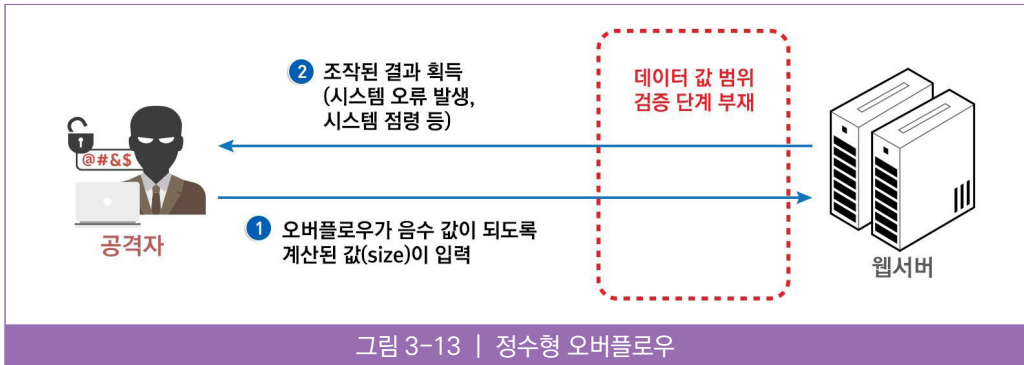 2 조작된 결과 획득
(시스템 오류 발생,
시스템 점령 등)
데이터 값 범위
검증 단계 부재
@#&$
공격자
1 오버플로우가 음수 값이 되도록
계산된 값(size)이 입력
웹서버
그림 3-13 | 정수형 오버플로우